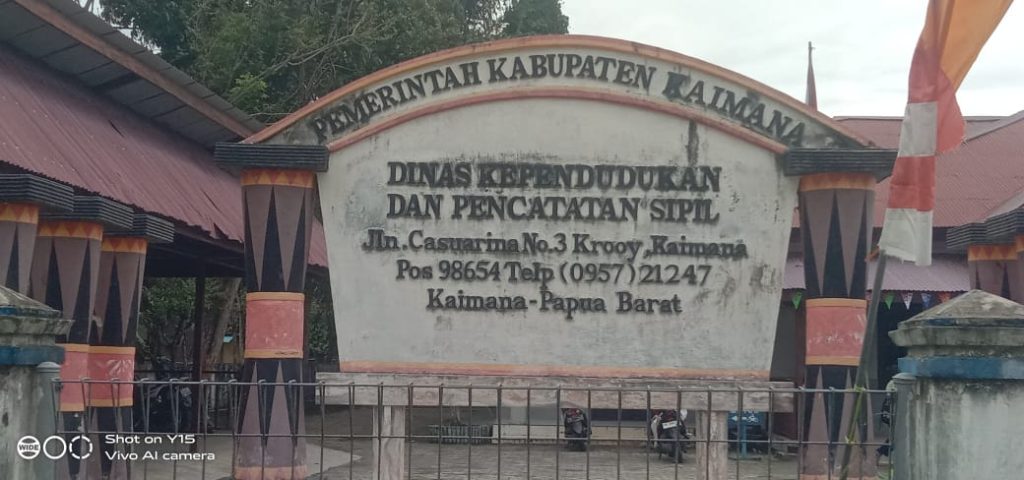 PEMERINTAH KABUPATEN KAIMANA
DINAS KEPENDUDUKAN
DAN PENCATATAN SIPIL
Jln.Casuarina No.3 Krooy, Kaimana
Pos 98654 Telp (0957) 21247
Kaimana-Papua Barat
WIDE
Shot on Y15
Vivo AI camera